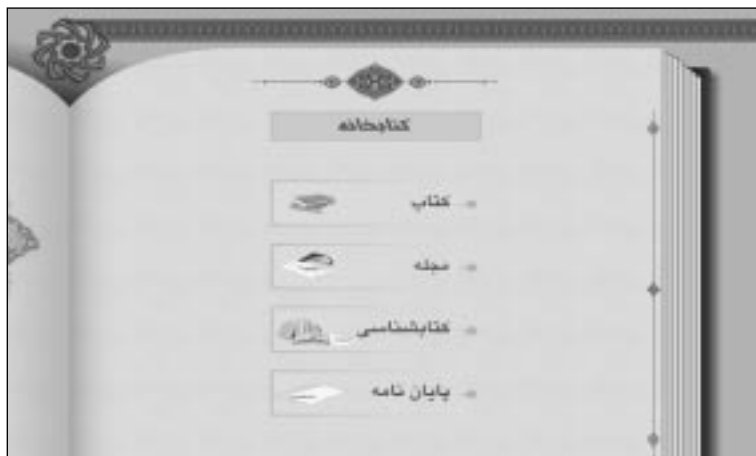 کتابخانه
کتاب
مجله
کتابشناسی
پایان نامه